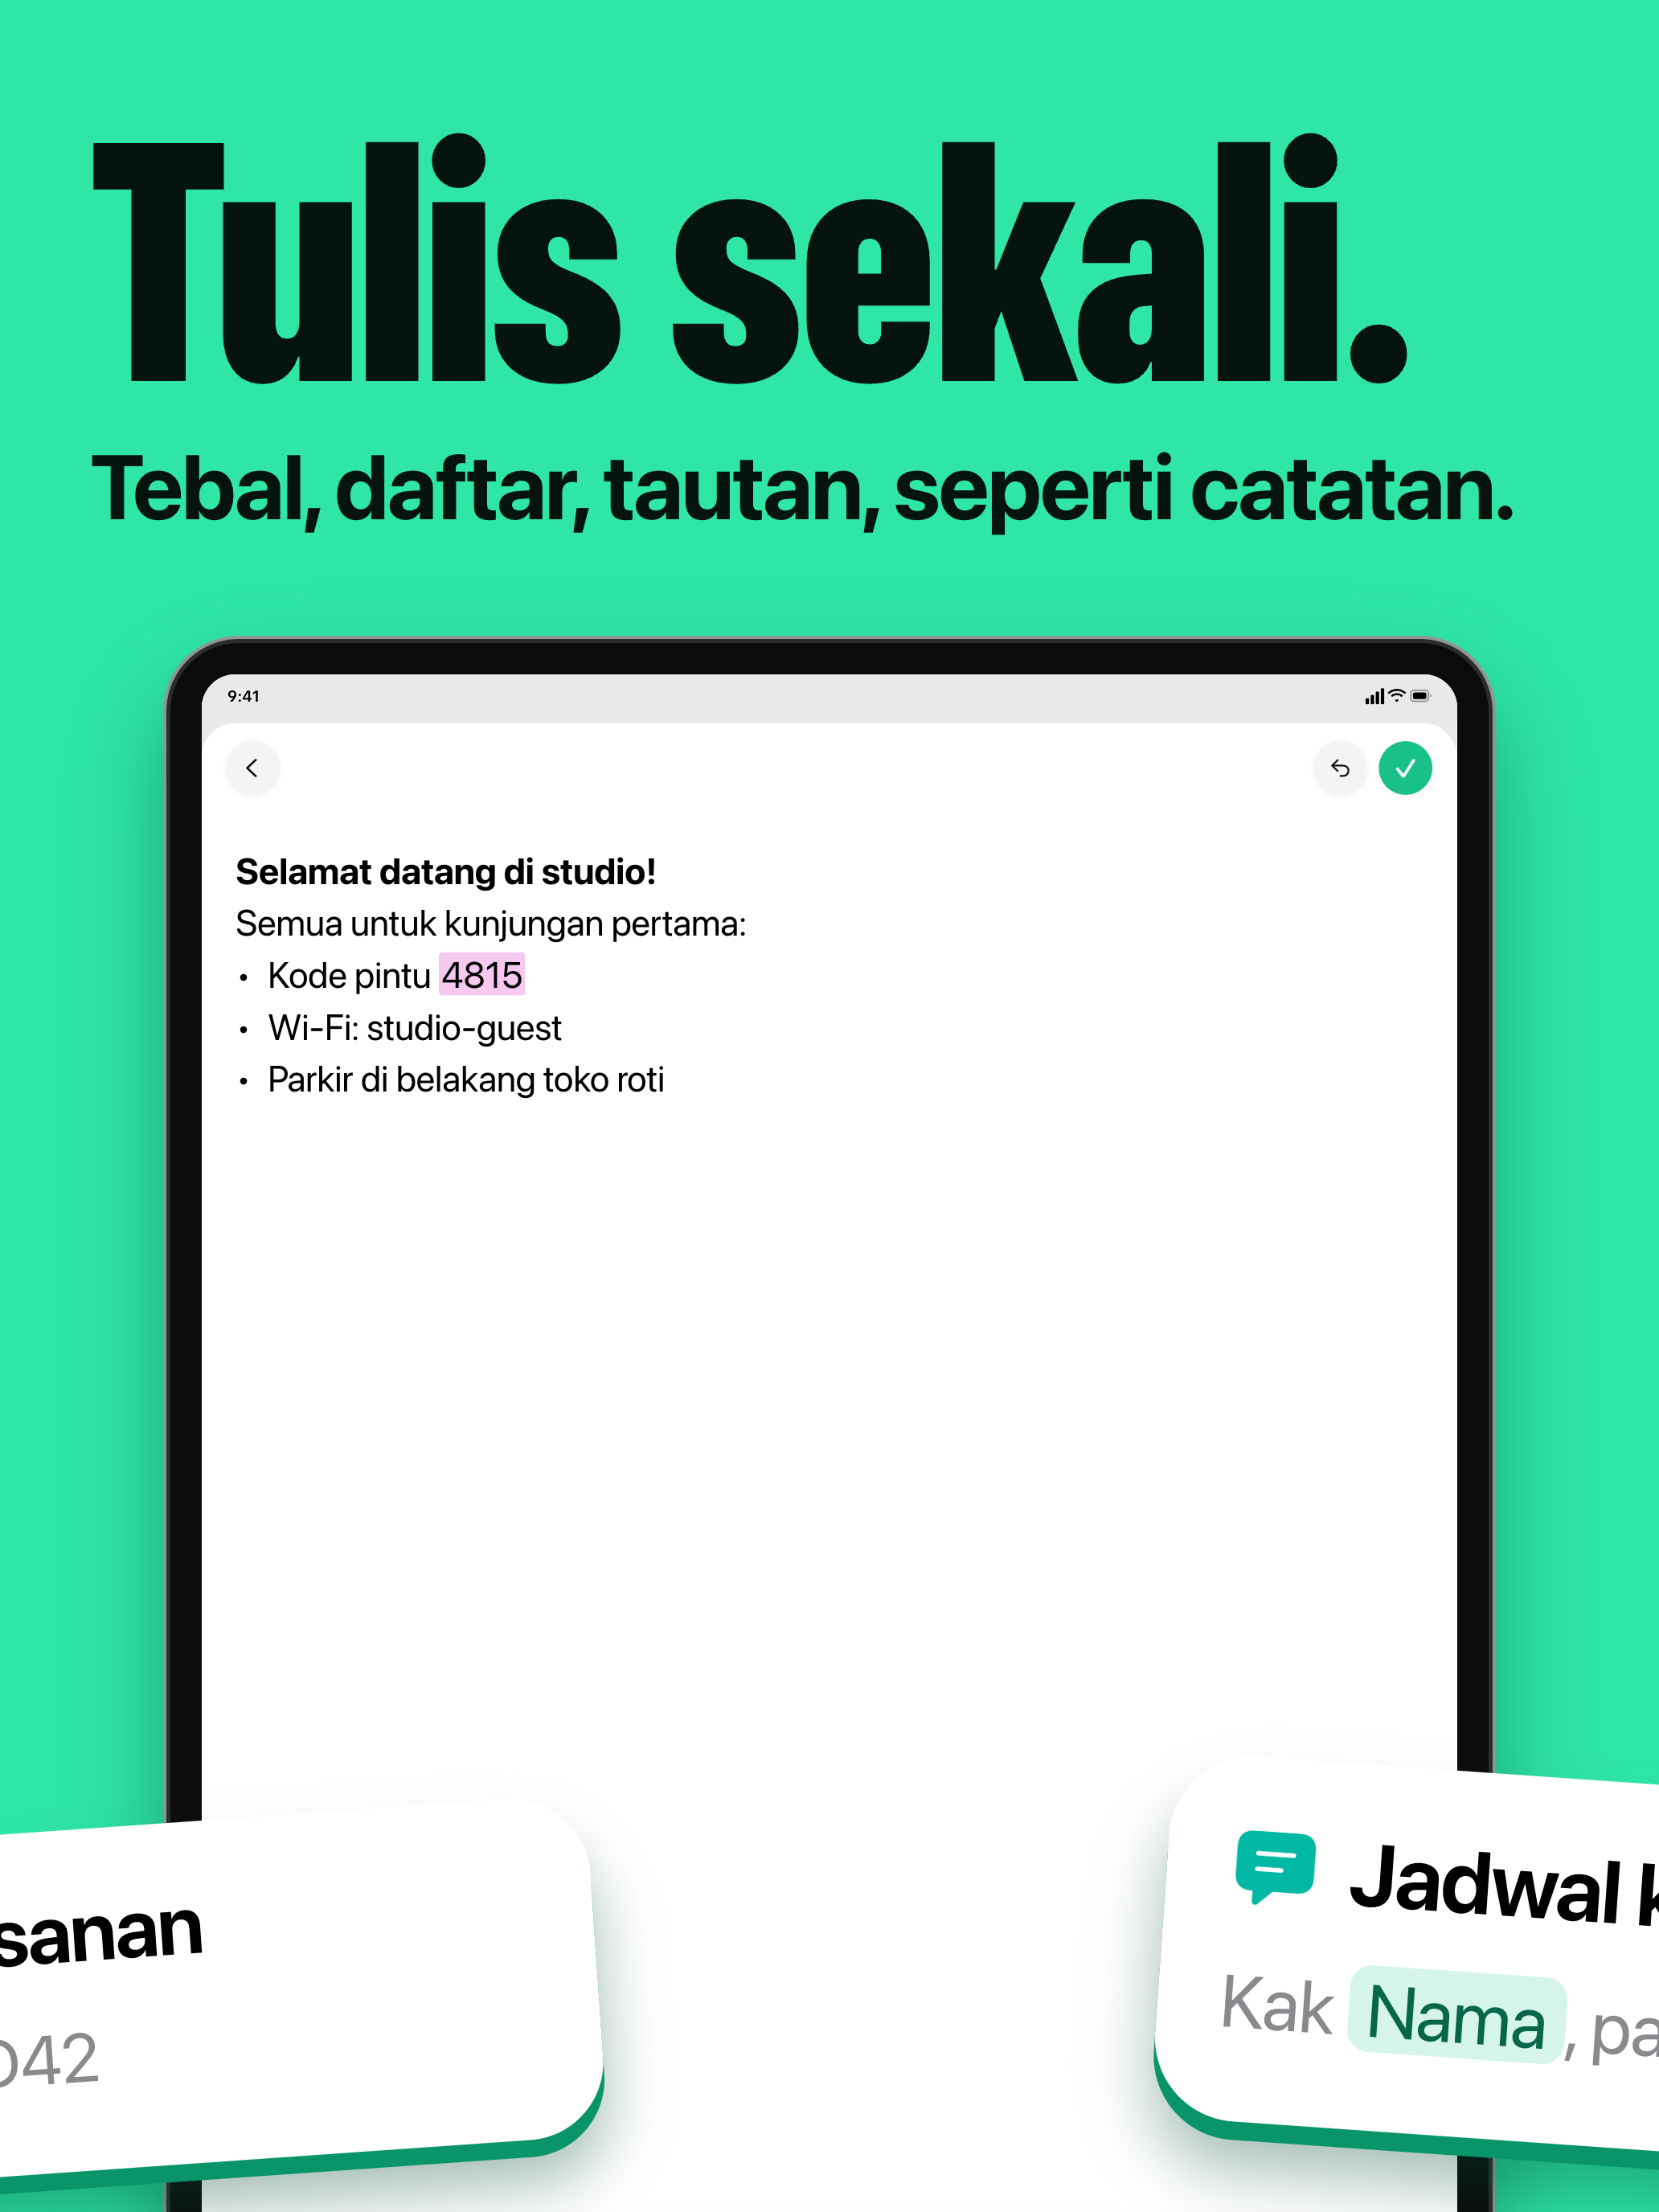 Tulis sekali.
Tebal, daftar, tautan, seperti catatan.
9:41
Selamat datang di studio!
Semua untuk kunjungan pertama:
• Kode pintu 4815
• Wi-Fi: studio-guest
• Parkir di belakang toko roti
sanan
042
Jadwal k
Kak Nama, pa